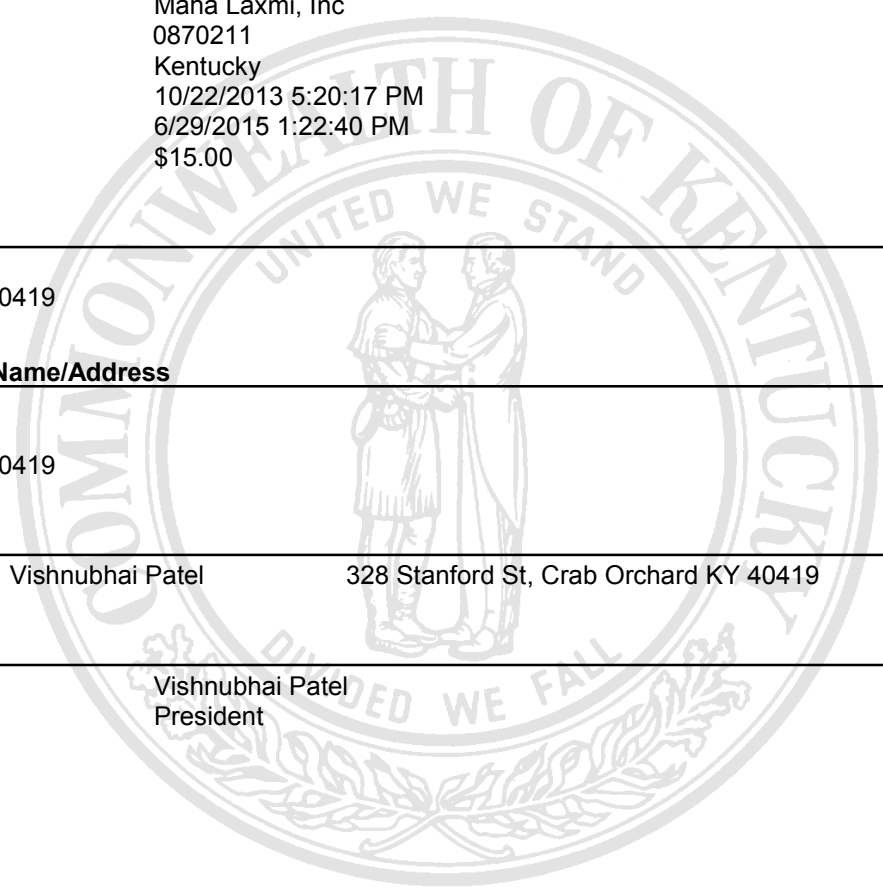 Maha Laxmi, Inc
0870211
Kentucky
10/22/2013 5:20:17 PM
6/29/2015 1:22:40 PM
$15.00
0419
Name/Address
0419
Vishnubhai Patel 328 Stanford St, Crab Orchard KY 40419
Vishnubhai Patel
President
COMMONWEALTH OF KENTUCKY
UNITED WE STAND
DIVIDED WE FALL